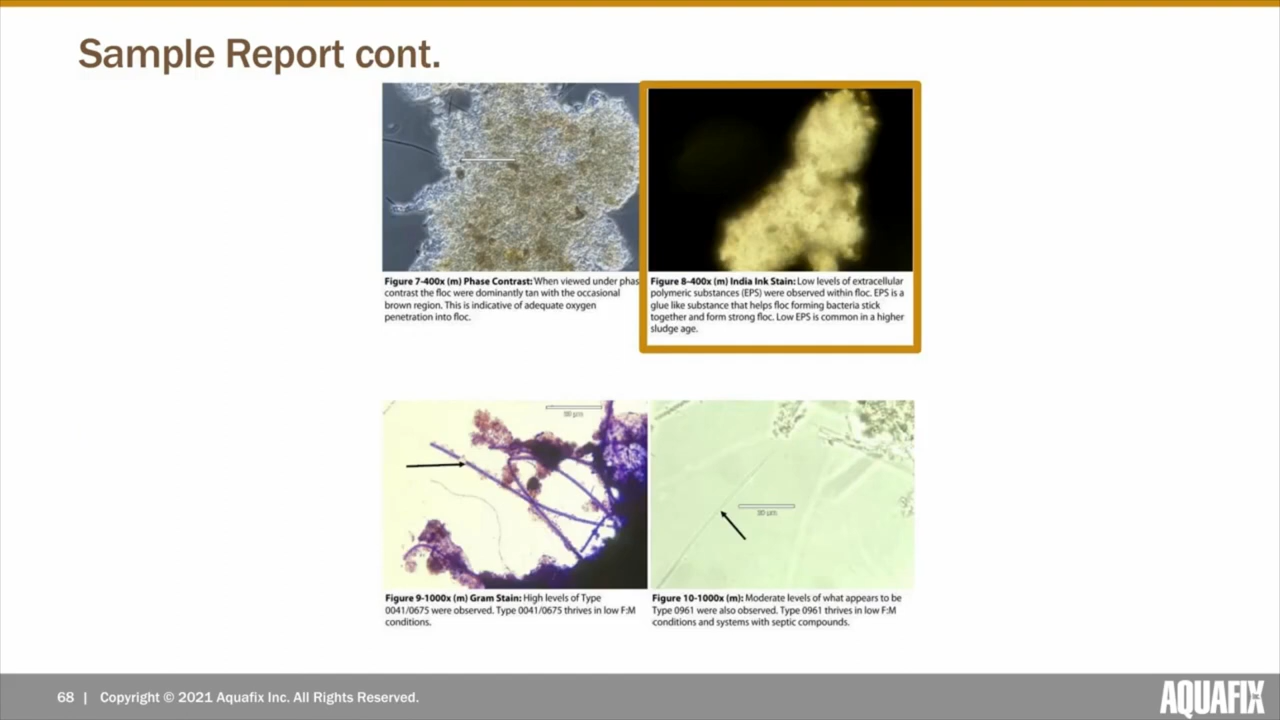 Sample Report cont.
Figure 7-400x (m) Phase Contrast: When viewed under phas
contrast the floc were dominantly tan with the occasional
brown region. This is indicative of adequate oxygen
penetration into floc.
Figure 8-400x (m) India Ink Stain: Low levels of extracellular
polymeric substances (EPS) were observed within floc. EPS is a
glue like substance that helps floc forming bacteria stick
together and form strong floc. Low EPS is common in a higher
sludge age.
Figure 9-1000x (m) Gram Stain: High levels of Type
0041/0675 were observed. Type 0041/0675 thrives in low F:M
conditions.
Figure 10-1000x (m): Moderate levels of what appears to be
Type 0961 were also observed. Type 0961 thrives in low F:M
conditions and systems with septic compounds.
68 | Copyright © 2021 Aquafix Inc. All Rights Reserved.
AQUAFIX